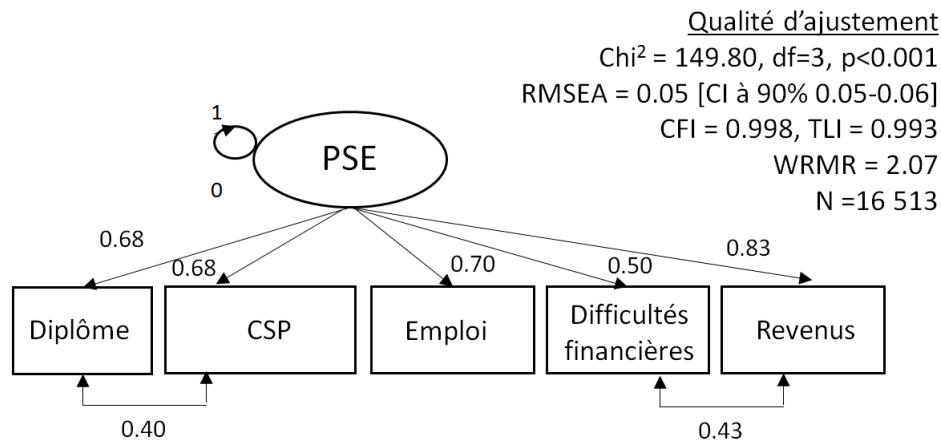 Qualité d'ajustement
Chi² = 149.80, df=3, p<0.001
RMSEA = 0.05 [CI à 90% 0.05-0.06]
CFI = 0.998, TLI = 0.993
WRMR = 2.07
N =16 513
1
PSE
0
0.68
0.68
0.70
0.50
0.83
Diplôme
CSP
Emploi
Difficultés
financières
Revenus
0.40
0.43